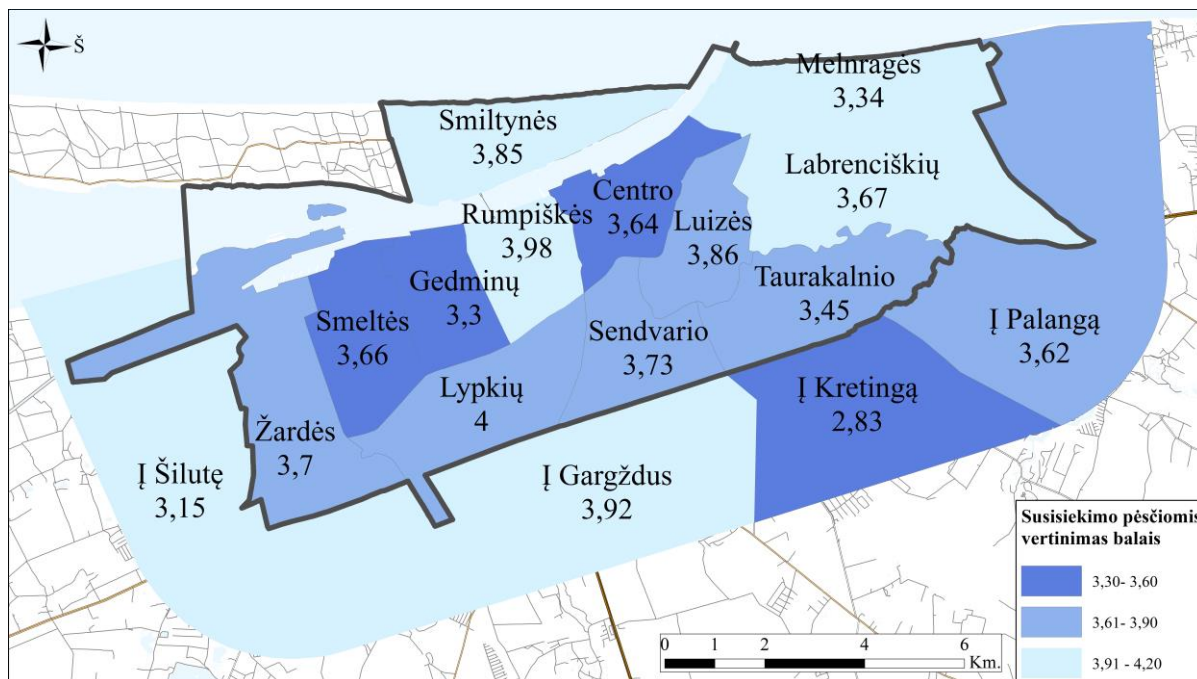 Š
Melnragės
3,34
Smiltynės
3,85
Labrenciškių
3,67
Centro
3,64
Rumpiškės
3,98
Luizės
3,86
Gedminų
3,3
Taurakalnio
3,45
Smeltės
3,66
Sendvario
3,73
Į Palangą
3,62
Lypkių
4
Į Kretingą
2,83
Žardės
3,7
Į Šilutę
3,15
Į Gargždus
3,92
Susisiekimo pėsčiomis
vertinimas balais
3,30- 3,60
3,61- 3,90
3,91 - 4,20
0 1 2 4 6
Km.